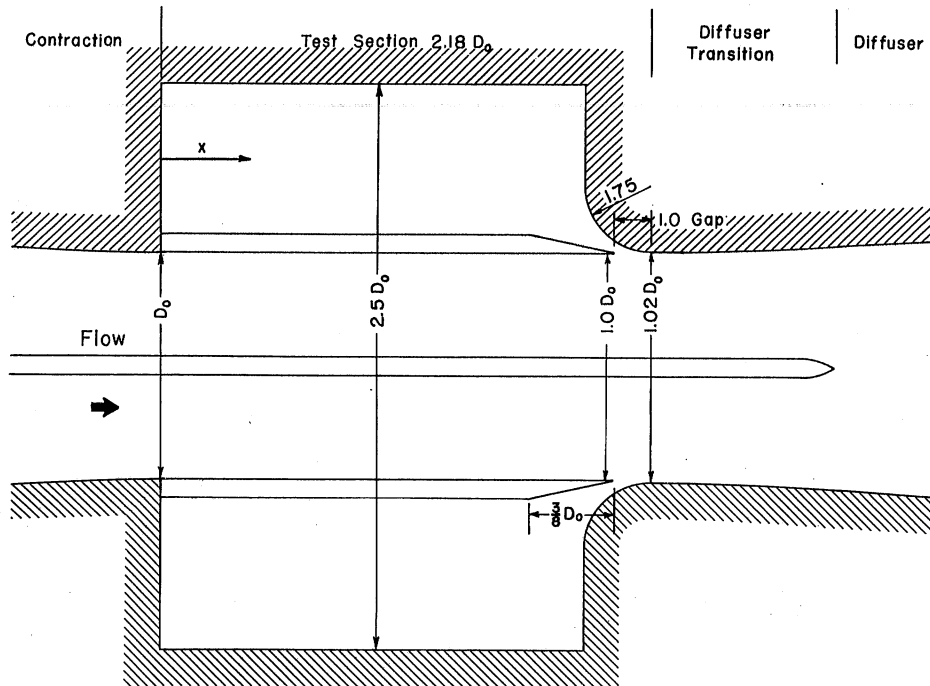 Contraction
Test Section 2.18 D₀
Diffuser
Transition
Diffuser
x
1.75
1.0 Gap
D₀
2.5 D₀
1.0 D₀
1.02 D₀
Flow
3/8 D₀